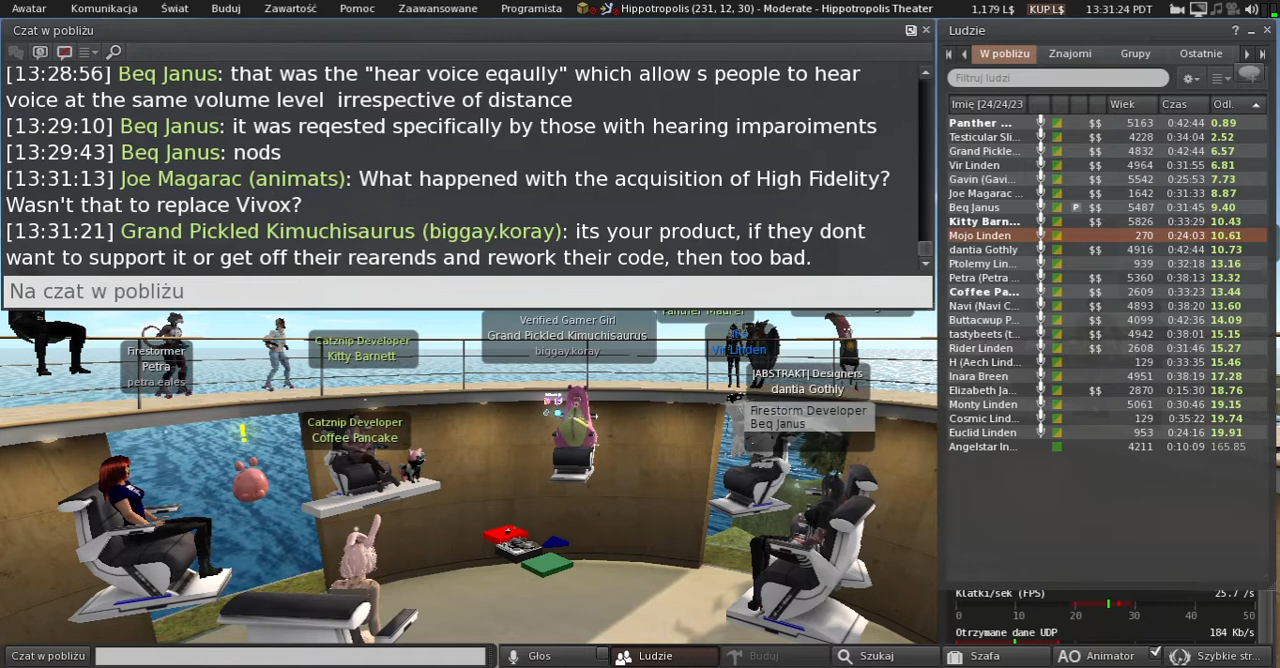 Awatar Komunikacja Świat Buduj Zawartość Pomoc Zaawansowane Programista Hippotropolis (231, 12, 30) - Moderate - Hippotropolis Theater 1,179 L$ KUP L$ 13:31:24 PDT
Czat w pobliżu
[13:28:56] Beq Janus: that was the "hear voice eqaully" which allow s people to hear
voice at the same volume level irrespective of distance
[13:29:10] Beq Janus: it was reqested specifically by those with hearing imparoiments
[13:29:43] Beq Janus: nods
[13:31:13] Joe Magarac (animats): What happened with the acquisition of High Fidelity?
Wasn't that to replace Vivox?
[13:31:21] Grand Pickled Kimuchisaurus (biggay.koray): its your product, if they dont
want to support it or get off their rearends and rework their code, then too bad.
Na czat w pobliżu
Ludzie
W pobliżu Znajomi Grupy Ostatnie
Filtruj ludzi
Imię [24/24/23 Wiek Czas Odl.
Panther ... $$ 5163 0:42:44 0.89
Testicular Sli... $$ 4228 0:34:04 2.52
Grand Pickle... $$ 4832 0:42:44 6.57
Vir Linden $$ 4964 0:31:55 6.81
Gavin (Gavi... $$ 5542 0:25:53 7.73
Joe Magarac ... $$ 1642 0:31:33 8.87
Beq Janus P $$ 5487 0:31:45 9.40
Kitty Barn... $$ 5826 0:33:29 10.43
Mojo Linden 270 0:24:03 10.61
dantia Gothly $$ 4916 0:42:44 10.73
Ptolemy Lin... 939 0:32:18 13.16
Petra (Petra ... $$ 5360 0:38:13 13.32
Coffee Pa... $$ 2609 0:33:23 13.44
Navi (Navi C... $$ 4893 0:38:20 13.60
Buttacwup P... $$ 4099 0:42:36 14.09
tastybeets (t... $$ 4942 0:38:01 15.15
Rider Linden $$ 2608 0:31:46 15.27
H (Aech Lind... 129 0:33:35 15.46
Inara Breen 4951 0:38:19 17.28
Elizabeth Ja... $$ 2870 0:15:30 18.76
Monty Linden 5061 0:30:46 19.15
Cosmic Lind... 129 0:35:22 19.74
Euclid Linden 953 0:24:16 19.91
Angelstar In... 4211 0:10:09 165.85
Firestormer
Petra
petra.eales
Catznip Developer
Kitty Barnett
Verified Gamer Girl
Grand Pickled Kimuchisaurus
biggay.koray
Vir Linden
|ABSTRAKT| Designers
dantia Gothly
Firestorm Developer
Beq Janus
Catznip Developer
Coffee Pancake
Klatki/sek (FPS) 25.7 /s
0 10 20 30 40 50
Otrzymane dane UDP 184 Kb/s
Czat w pobliżu Głos Ludzie Buduj Szukaj Szafa AO Animator Szybkie str...